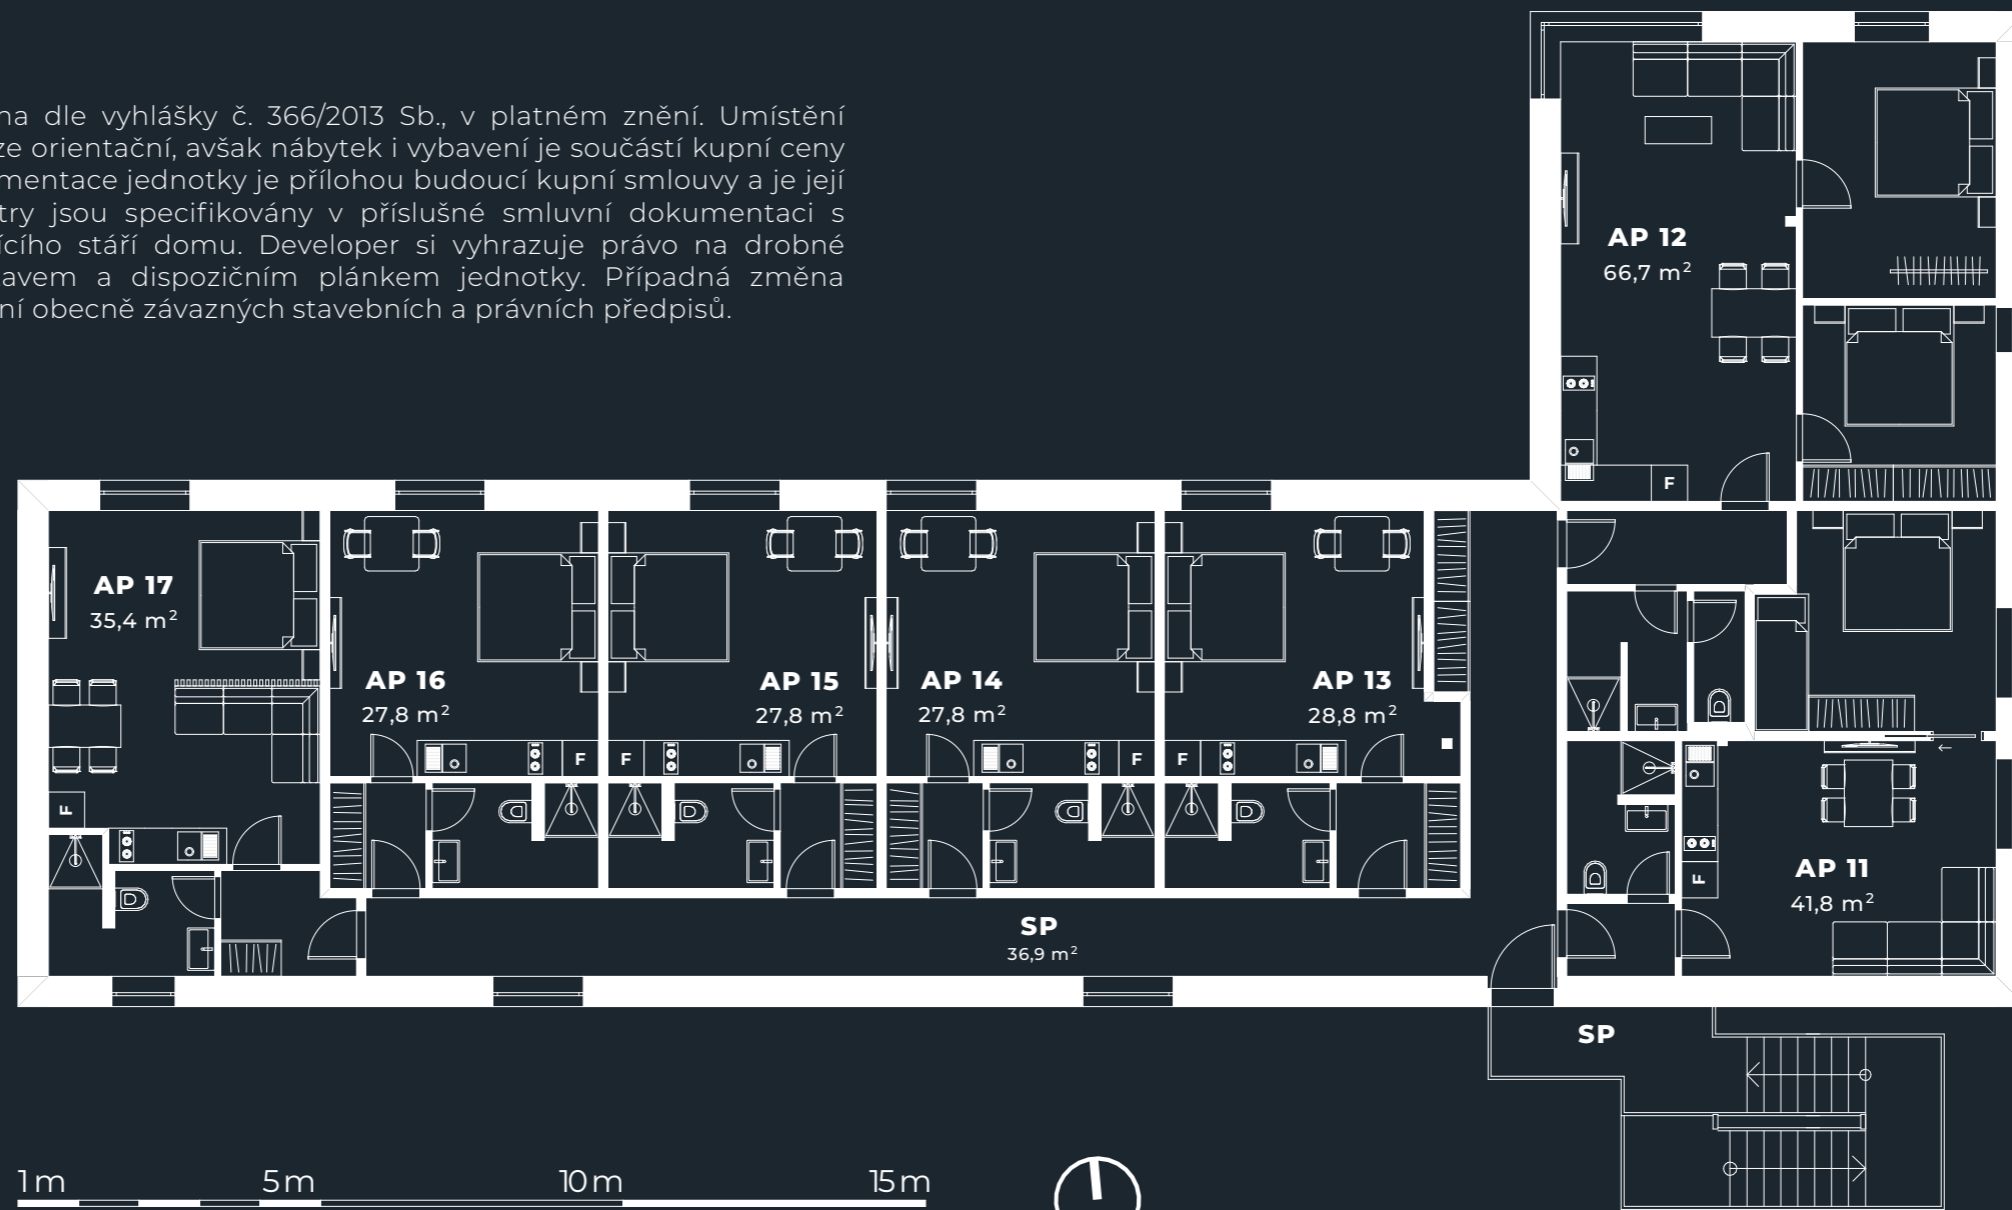 na dle vyhlášky č. 366/2013 Sb., v platném znění. Umístění
ze orientační, avšak nábytek i vybavení je součástí kupní ceny
mentace jednotky je přílohou budoucí kupní smlouvy a je její
try jsou specifikovány v příslušné smluvní dokumentaci s
ícího stáří domu. Developer si vyhrazuje právo na drobné
avem a dispozičním plánkem jednotky. Případná změna
ní obecně závazných stavebních a právních předpisů.
AP 12
66,7 m²
F
AP 17
35,4 m²
F
AP 16
27,8 m²
F
AP 15
27,8 m²
F
AP 14
27,8 m²
F
AP 13
28,8 m²
F
AP 11
41,8 m²
F
SP
36,9 m²
SP
1 m 5 m 10 m 15 m